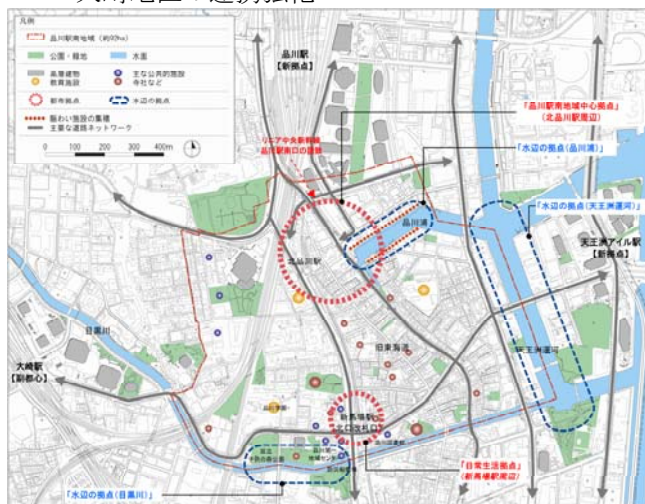 凡例
品川駅南地域(約92ha)
公園・緑地
水面
高層建物
主な公共的施設
教育施設
寺社など
都市拠点
水辺の拠点
賑わい施設の集積
主要な道路ネットワーク
0 100 200 300 400m
品川駅
【新拠点】
リニア中央新幹線
「品川駅南地域中心拠点」
(北品川駅周辺)
「水辺の拠点(品川浦)」
「水辺の拠点(天王洲運河)」
品川浦
天王洲アイル駅
【新拠点】
北品川駅
目黒川
旧東海道
天王洲運河
大崎駅
【副都心】
品川学園
新馬場駅
北口改札口
「日常生活拠点」
(新馬場駅周辺)
「水辺の拠点(目黒川)」